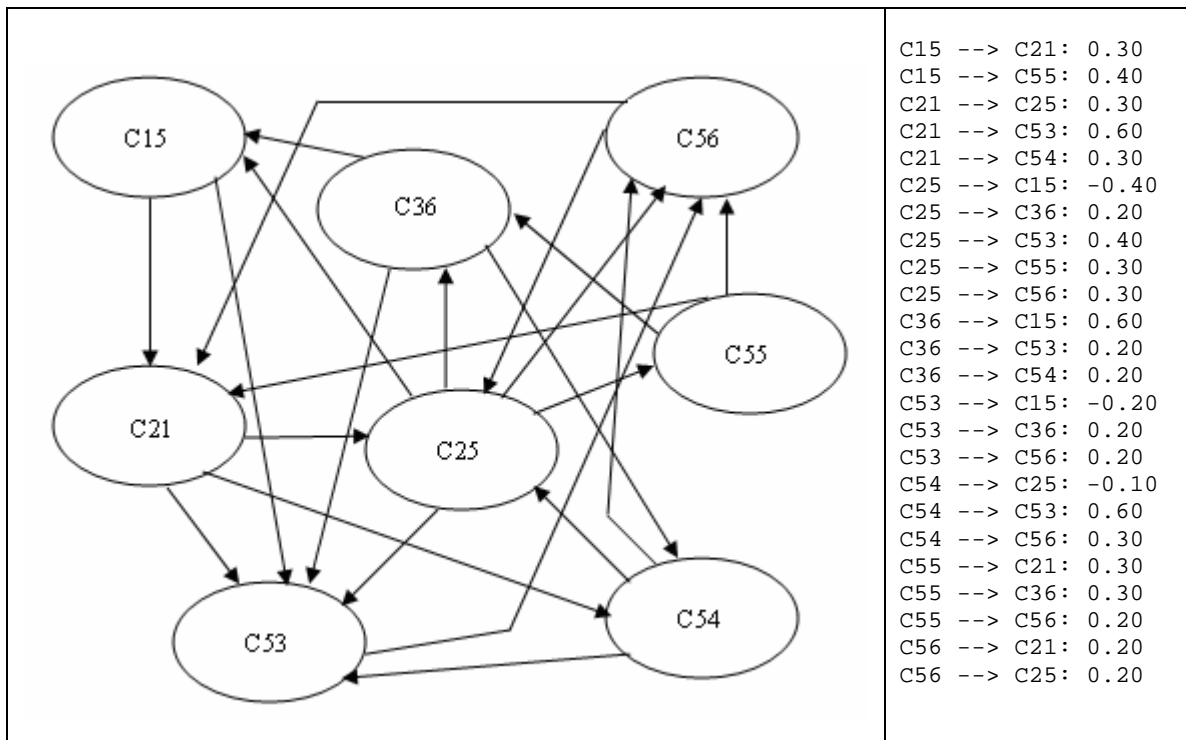 C15
C56
C36
C55
C21
C25
C53
C54
C15 --> C21: 0.30
C15 --> C55: 0.40
C21 --> C25: 0.30
C21 --> C53: 0.60
C21 --> C54: 0.30
C25 --> C15: -0.40
C25 --> C36: 0.20
C25 --> C53: 0.40
C25 --> C55: 0.30
C25 --> C56: 0.30
C36 --> C15: 0.60
C36 --> C53: 0.20
C36 --> C54: 0.20
C53 --> C15: -0.20
C53 --> C36: 0.20
C53 --> C56: 0.20
C54 --> C25: -0.10
C54 --> C53: 0.60
C54 --> C56: 0.30
C55 --> C21: 0.30
C55 --> C36: 0.30
C55 --> C56: 0.20
C56 --> C21: 0.20
C56 --> C25: 0.20